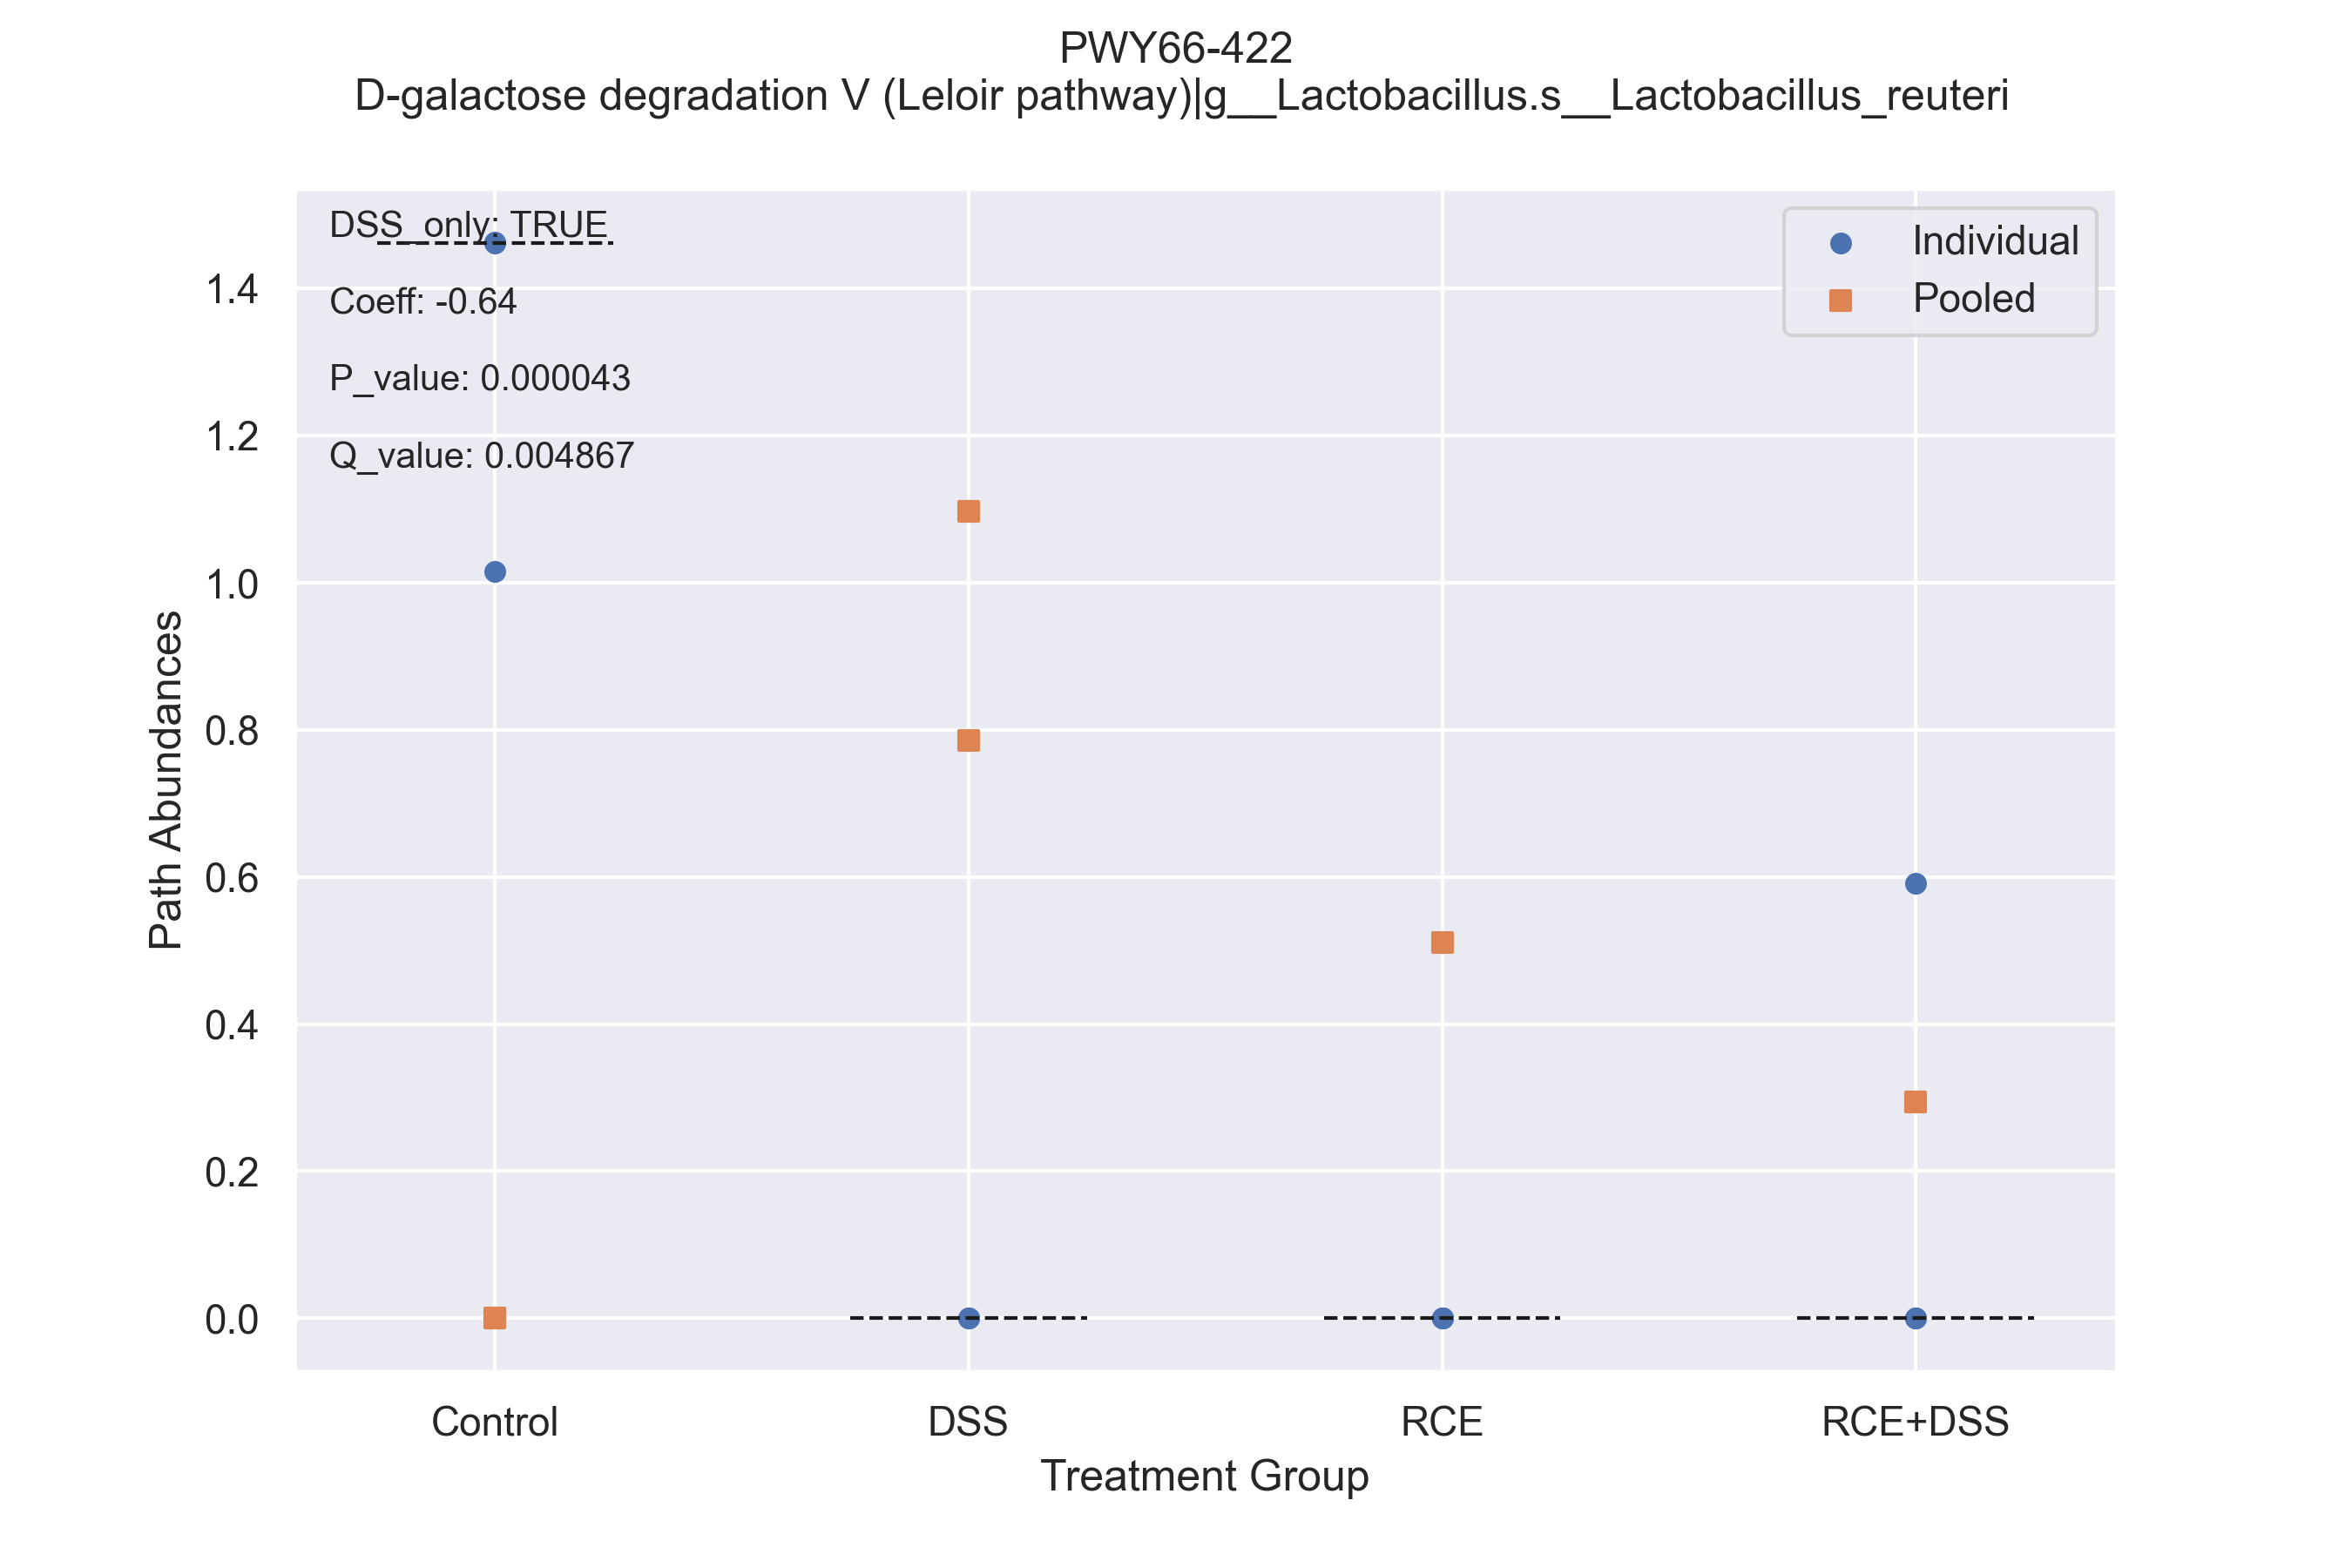 PWY66-422
D-galactose degradation V (Leloir pathway)|g__Lactobacillus.s__Lactobacillus_reuteri
DSS_only: TRUE
Coeff: -0.64
P_value: 0.000043
Q_value: 0.004867
Individual
Pooled
Path Abundances
1.4
1.2
1.0
0.8
0.6
0.4
0.2
0.0
Control DSS RCE RCE+DSS
Treatment Group